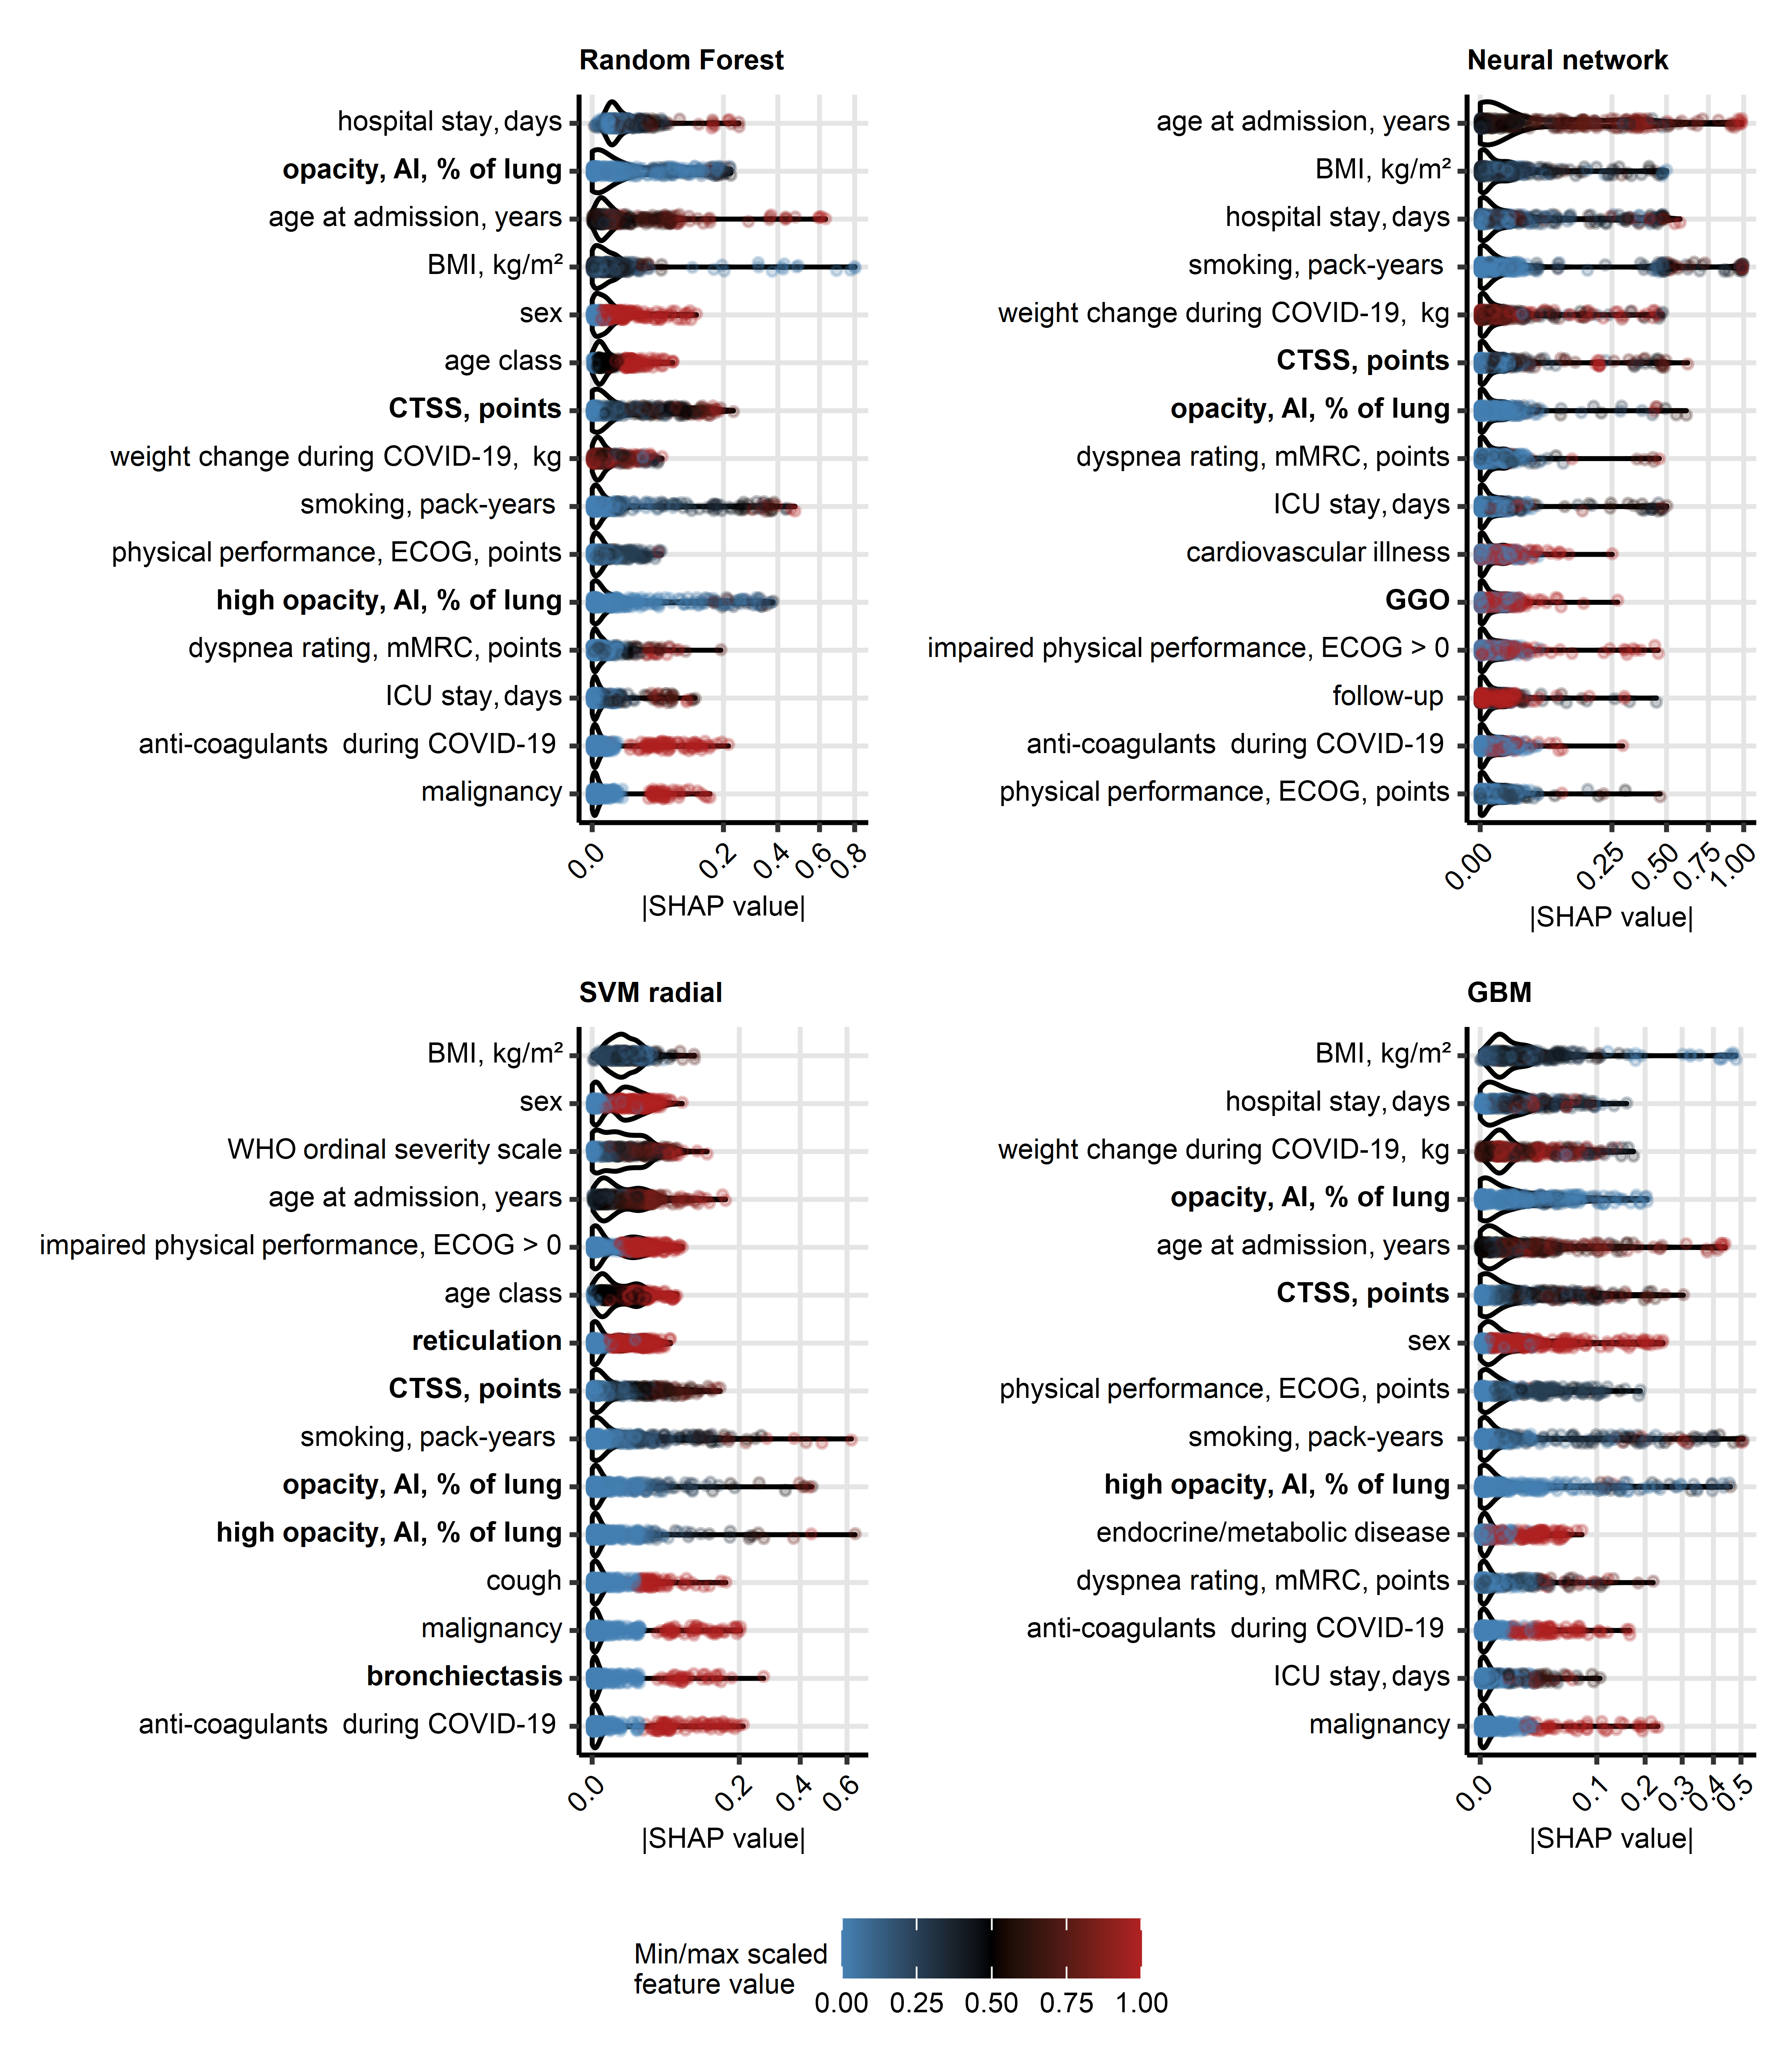 Random Forest
hospital stay, days
opacity, AI, % of lung
age at admission, years
BMI, kg/m²
sex
age class
CTSS, points
weight change during COVID-19, kg
smoking, pack-years
physical performance, ECOG, points
high opacity, AI, % of lung
dyspnea rating, mMRC, points
ICU stay, days
anti-coagulants during COVID-19
malignancy
0.0 0.2 0.4 0.6 0.8
|SHAP value|
Neural network
age at admission, years
BMI, kg/m²
hospital stay, days
smoking, pack-years
weight change during COVID-19, kg
CTSS, points
opacity, AI, % of lung
dyspnea rating, mMRC, points
ICU stay, days
cardiovascular illness
GGO
impaired physical performance, ECOG > 0
follow-up
anti-coagulants during COVID-19
physical performance, ECOG, points
0.00 0.25 0.50 0.75 1.00
|SHAP value|
SVM radial
BMI, kg/m²
sex
WHO ordinal severity scale
age at admission, years
impaired physical performance, ECOG > 0
age class
reticulation
CTSS, points
smoking, pack-years
opacity, AI, % of lung
high opacity, AI, % of lung
cough
malignancy
bronchiectasis
anti-coagulants during COVID-19
0.0 0.2 0.4 0.6
|SHAP value|
GBM
BMI, kg/m²
hospital stay, days
weight change during COVID-19, kg
opacity, AI, % of lung
age at admission, years
CTSS, points
sex
physical performance, ECOG, points
smoking, pack-years
high opacity, AI, % of lung
endocrine/metabolic disease
dyspnea rating, mMRC, points
anti-coagulants during COVID-19
ICU stay, days
malignancy
0.0 0.1 0.2 0.3 0.4 0.5
|SHAP value|
Min/max scaled
feature value
0.00 0.25 0.50 0.75 1.00